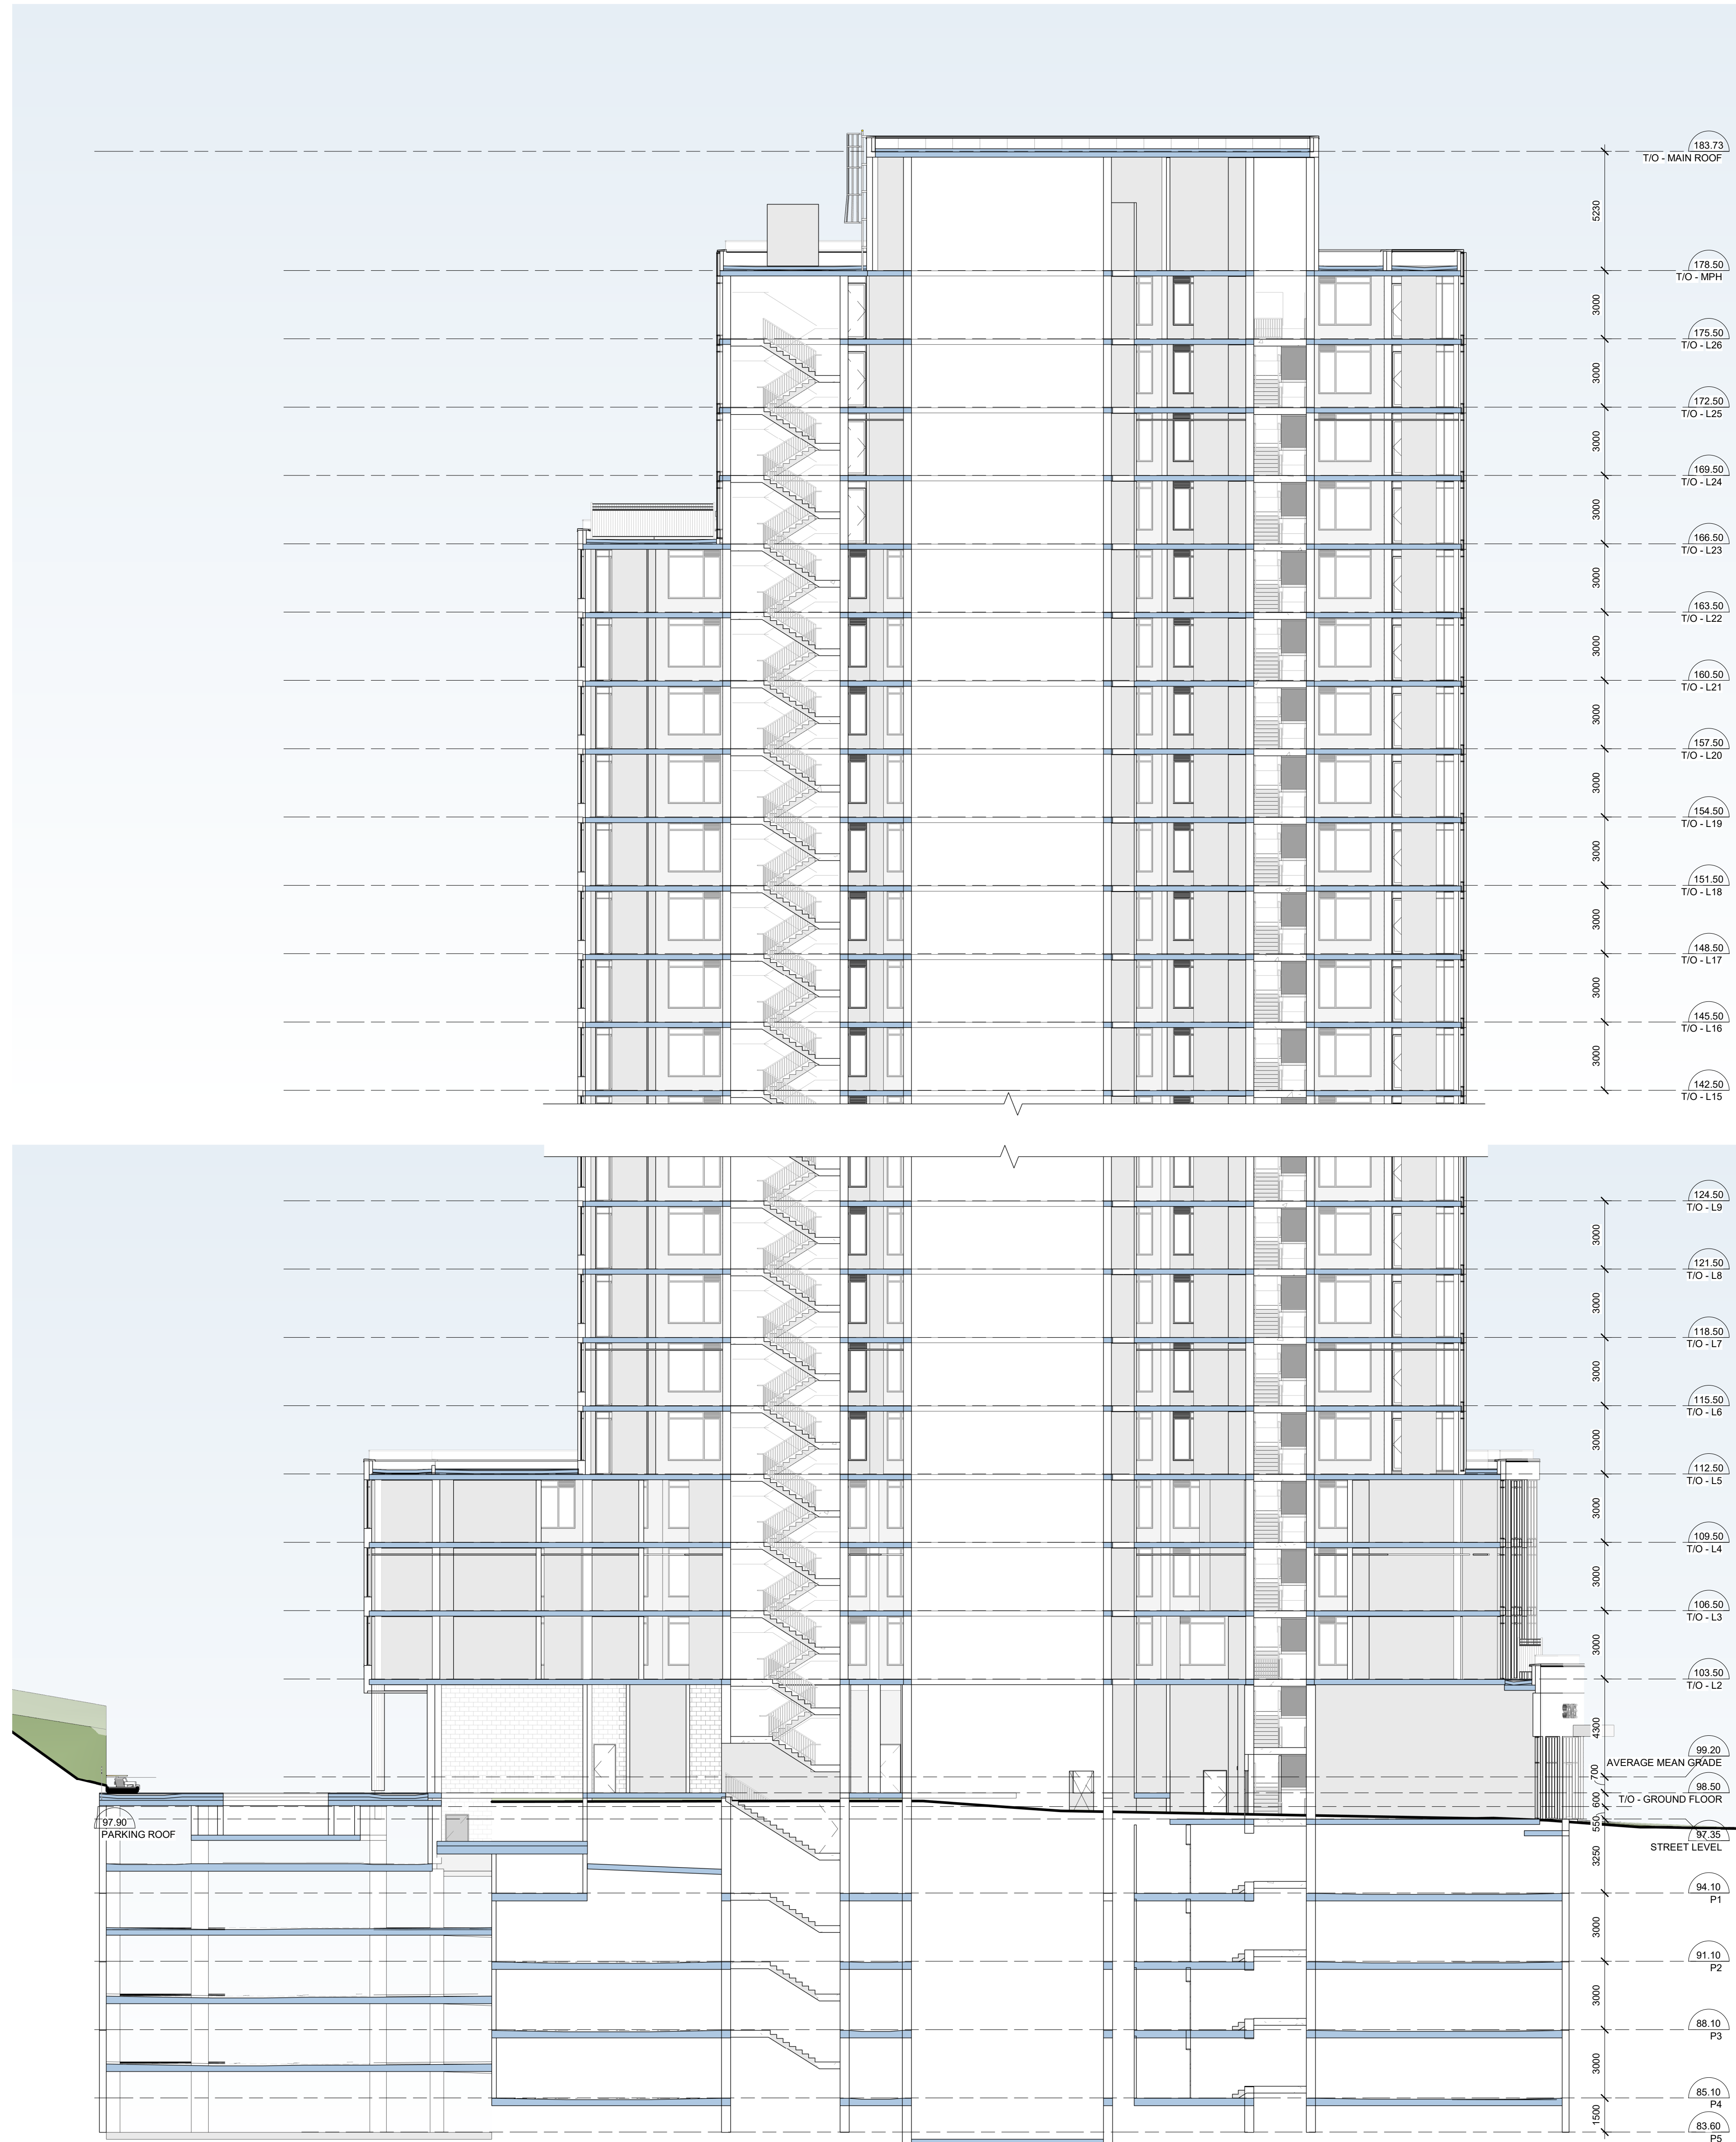 183.73
T/O - MAIN ROOF
5230
178.50
T/O - MPH
3000
175.50
T/O - L26
3000
172.50
T/O - L25
3000
169.50
T/O - L24
3000
166.50
T/O - L23
3000
163.50
T/O - L22
3000
160.50
T/O - L21
3000
157.50
T/O - L20
3000
154.50
T/O - L19
3000
151.50
T/O - L18
3000
148.50
T/O - L17
3000
145.50
T/O - L16
3000
142.50
T/O - L15
124.50
T/O - L9
3000
121.50
T/O - L8
3000
118.50
T/O - L7
3000
115.50
T/O - L6
3000
112.50
T/O - L5
3000
109.50
T/O - L4
3000
106.50
T/O - L3
3000
103.50
T/O - L2
4300
99.20
AVERAGE MEAN GRADE
700
98.50
T/O - GROUND FLOOR
600
97.90
PARKING ROOF
550
97.35
STREET LEVEL
3250
94.10
P1
3000
91.10
P2
3000
88.10
P3
3000
85.10
P4
1500
83.60
P5